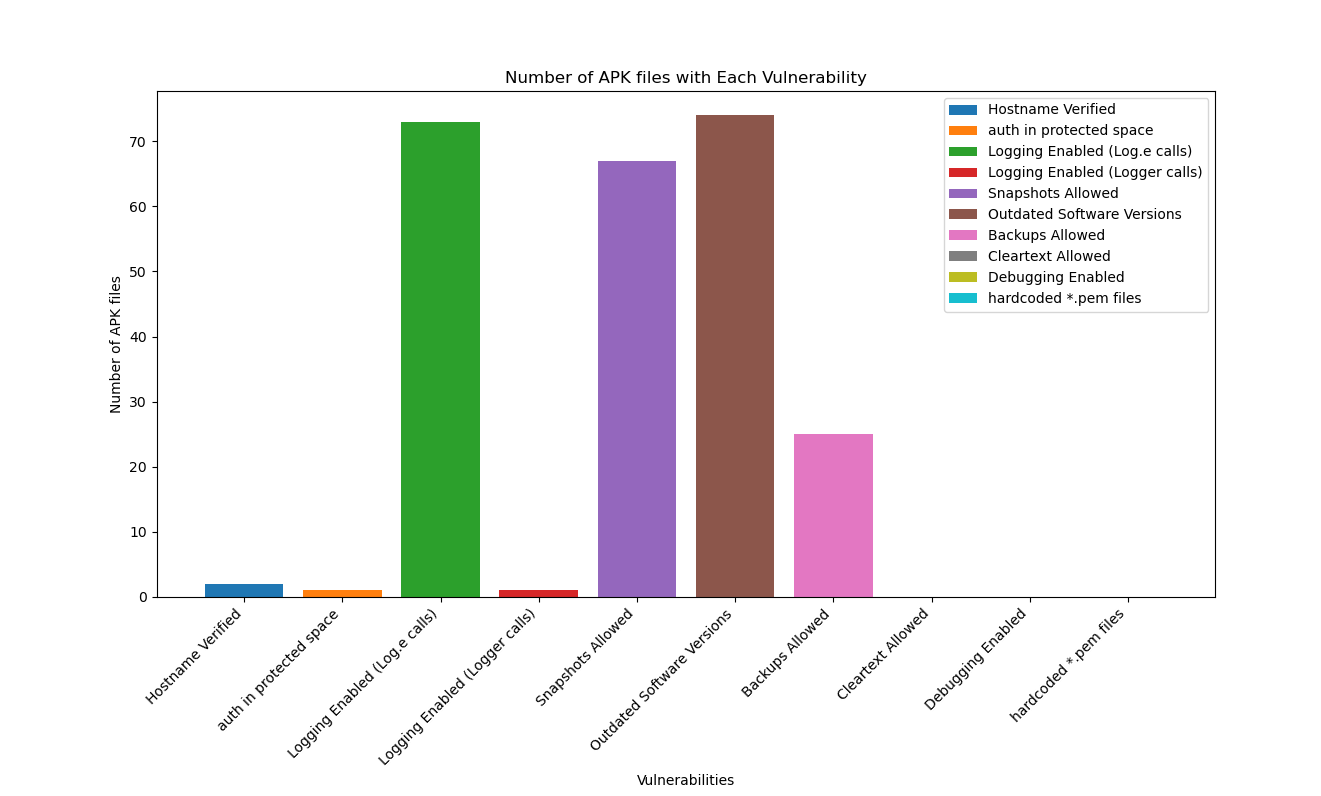 Number of APK files with Each Vulnerability
Number of APK files
70
60
50
40
30
20
10
0
Hostname Verified
auth in protected space
Logging Enabled (Log.e calls)
Logging Enabled (Logger calls)
Snapshots Allowed
Outdated Software Versions
Backups Allowed
Cleartext Allowed
Debugging Enabled
hardcoded *.pem files
Hostname Verified
auth in protected space
Logging Enabled (Log.e calls)
Logging Enabled (Logger calls)
Snapshots Allowed
Outdated Software Versions
Backups Allowed
Cleartext Allowed
Debugging Enabled
hardcoded *.pem files
Vulnerabilities